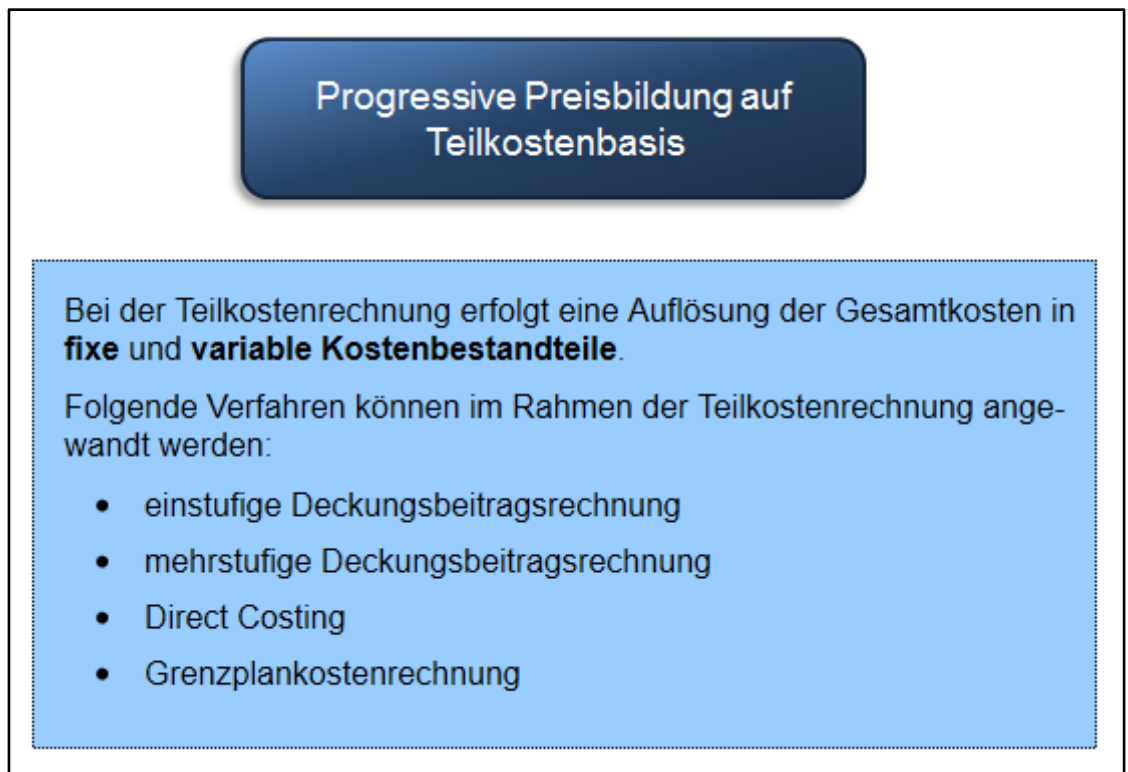 Progressive Preisbildung auf
Teilkostenbasis
Bei der Teilkostenrechnung erfolgt eine Auflösung der Gesamtkosten in
fixe und variable Kostenbestandteile.
Folgende Verfahren können im Rahmen der Teilkostenrechnung ange-
wandt werden:
• einstufige Deckungsbeitragsrechnung
• mehrstufige Deckungsbeitragsrechnung
• Direct Costing
• Grenzplankostenrechnung